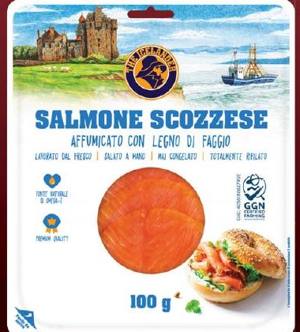 THE ICELANDER
SALMONE SCOZZESE
AFFUMICATO CON LEGNO DI FAGGIO
LAVORATO DAL FRESCO | SALATO A MANO | MAI CONGELATO | TOTALMENTE RIFILATO
FONTE NATURALE
DI OMEGA-3
PREMIUM QUALITY
GGN
CERTIFIED
FARMING
100 g